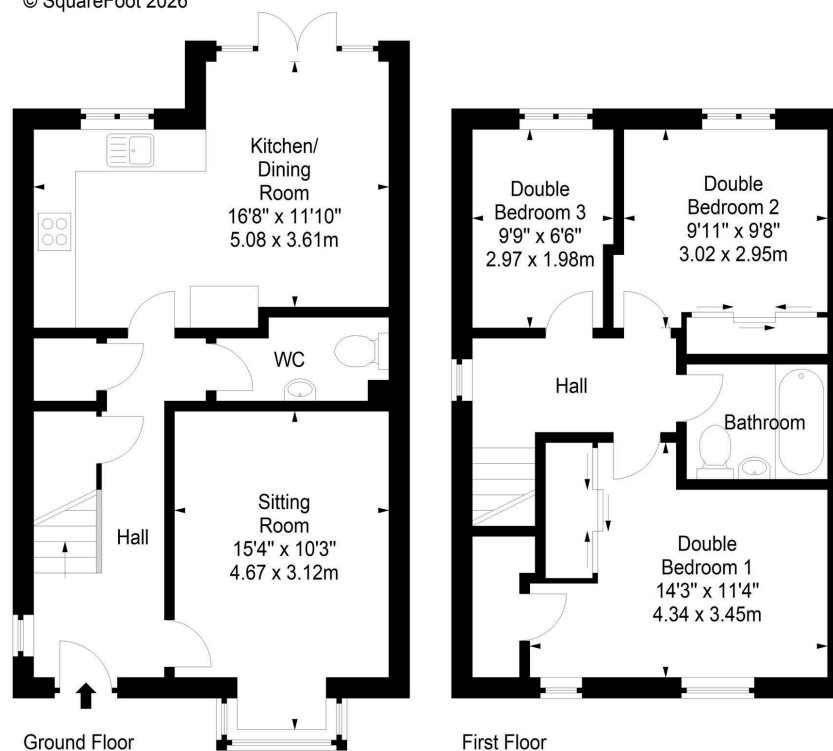 © SquareFoot 2026
Kitchen/
Dining
Room
16'8" x 11'10"
5.08 x 3.61m
WC
Hall
Sitting
Room
15'4" x 10'3"
4.67 x 3.12m
Ground Floor
Double
Bedroom 3
9'9" x 6'6"
2.97 x 1.98m
Double
Bedroom 2
9'11" x 9'8"
3.02 x 2.95m
Hall
Bathroom
Double
Bedroom 1
14'3" x 11'4"
4.34 x 3.45m
First Floor